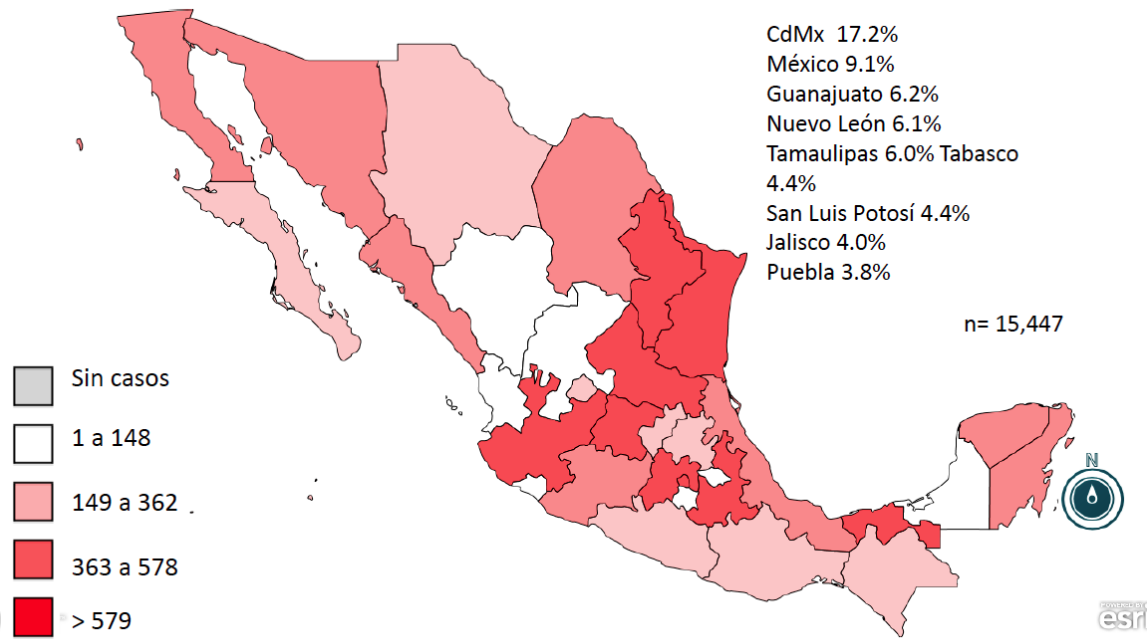 CdMx 17.2%
México 9.1%
Guanajuato 6.2%
Nuevo León 6.1%
Tamaulipas 6.0% Tabasco
4.4%
San Luis Potosí 4.4%
Jalisco 4.0%
Puebla 3.8%
n= 15,447
Sin casos
1 a 148
149 a 362
363 a 578
> 579
N
POWERED BY
esri